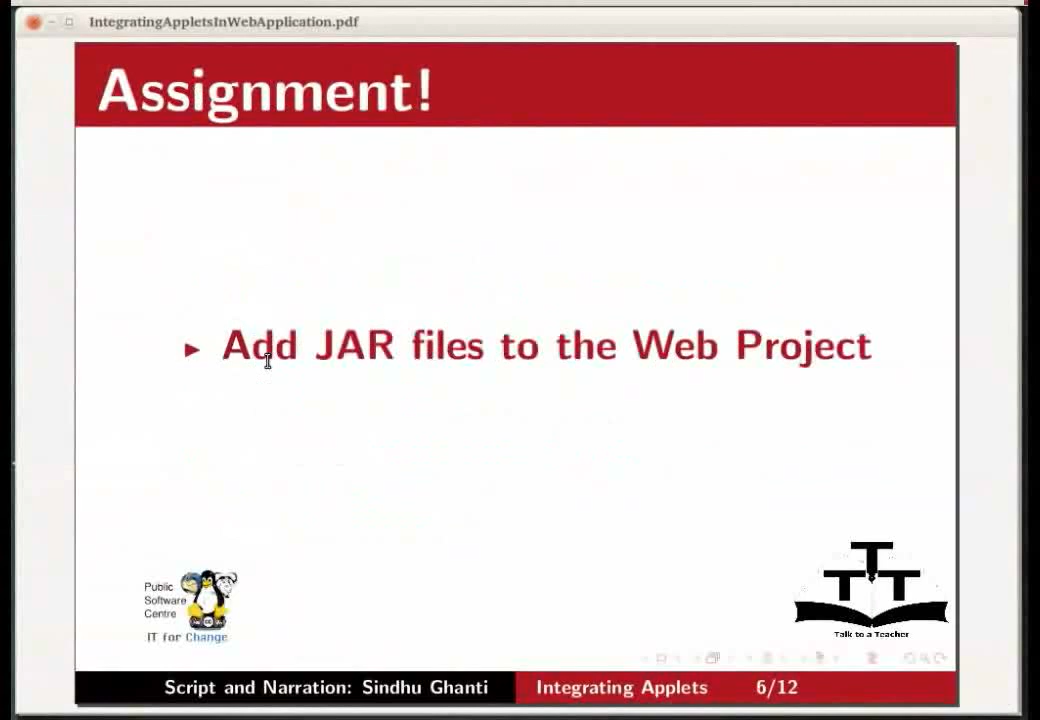 IntegratingAppletsInWebApplication.pdf
Assignment!
Add JAR files to the Web Project
Public
Software
Centre
IT for Change
T
T T
Talk to a Teacher
Script and Narration: Sindhu Ghanti Integrating Applets 6/12